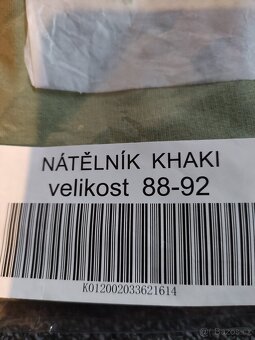 NÁTĚLNÍK KHAKI
velikost 88-92
K012002033621614